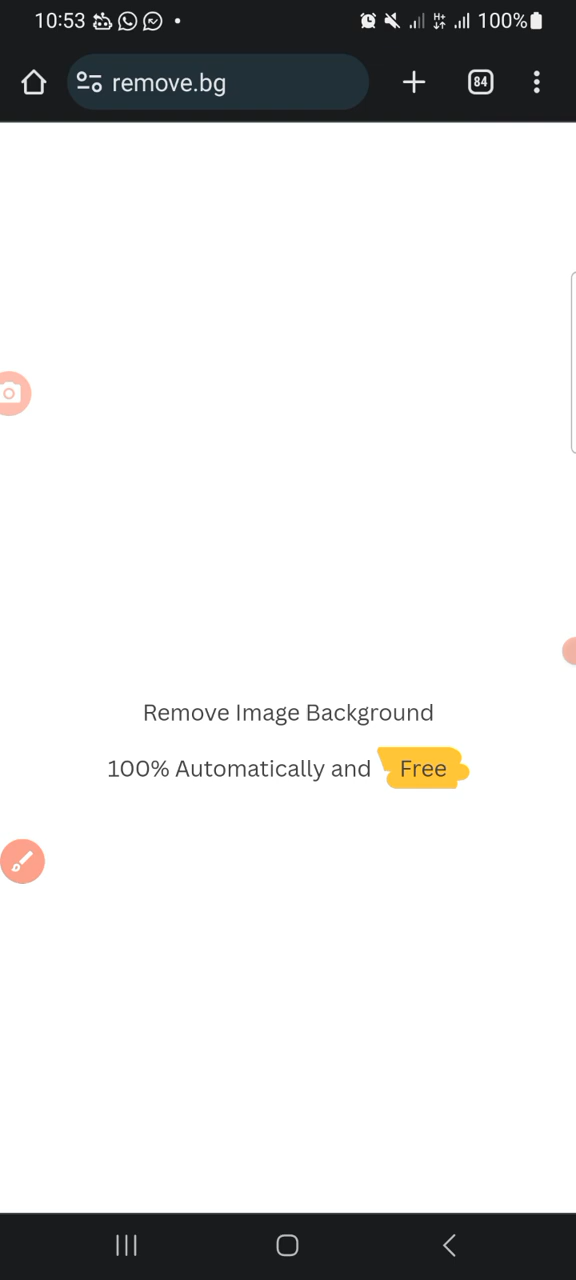 10:53
100%
remove.bg
84
Remove Image Background
100% Automatically and Free